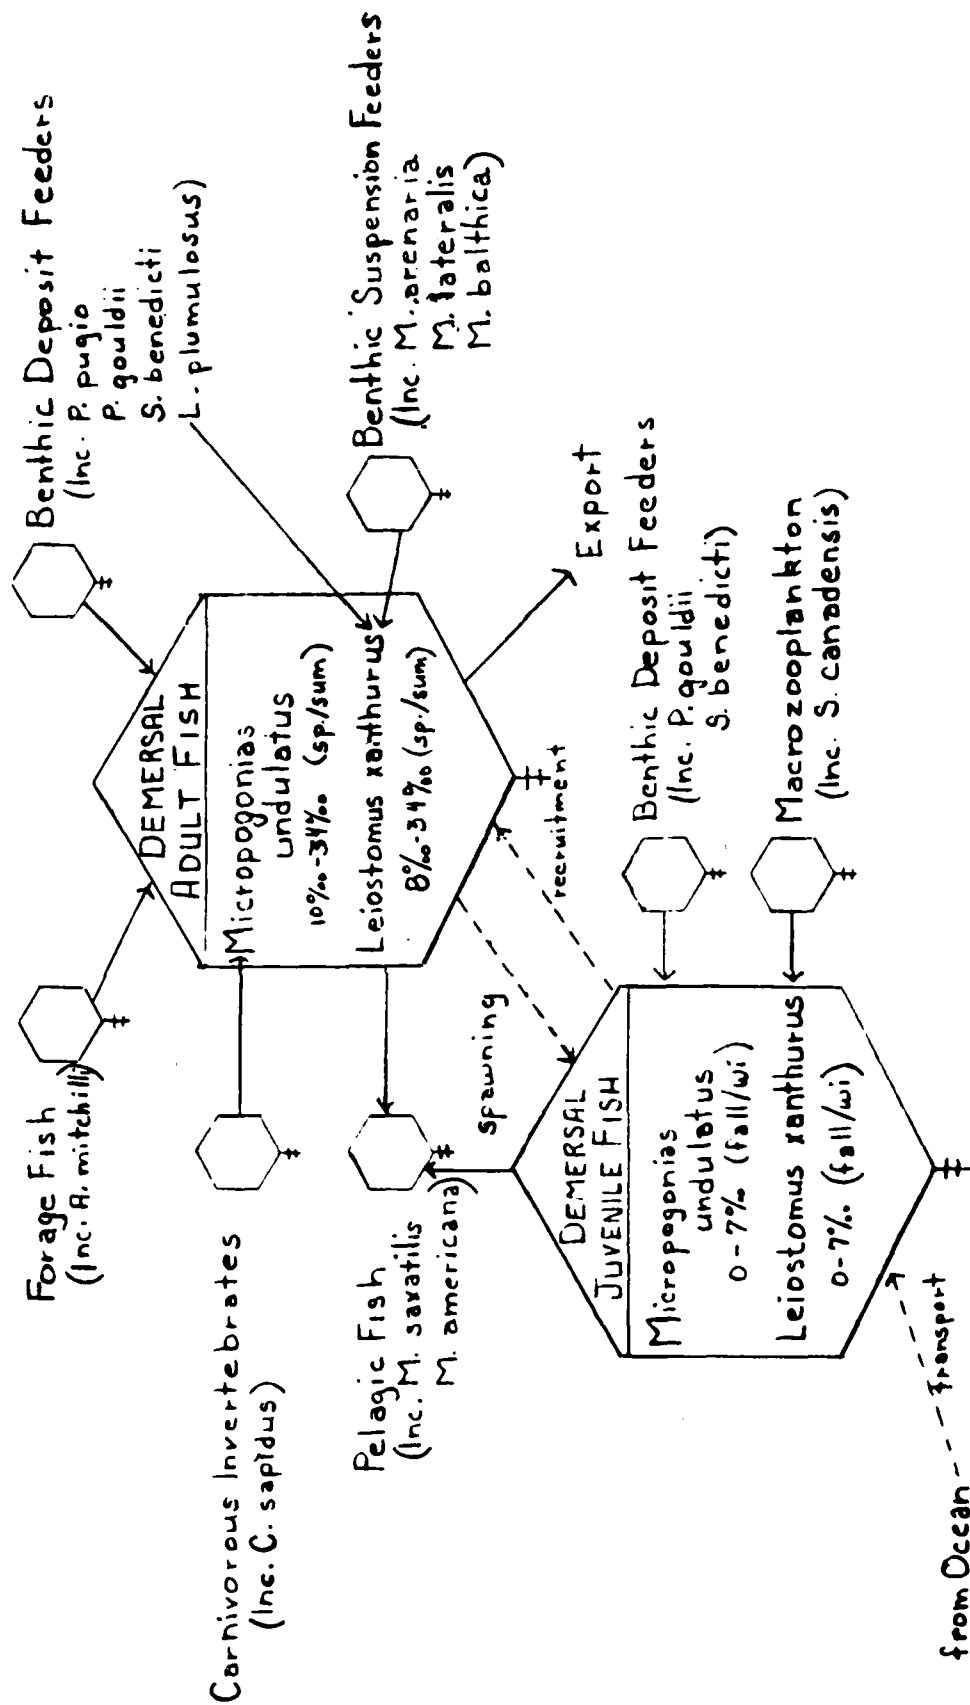 Forage Fish
(Inc. A. mitchilli)
Benthic Deposit Feeders
(Inc. P. pugio
P. gouldii
S. benedicti
L. plumulosus)
Carnivorous Invertebrates
(Inc. C. sapidus)
DEMERSAL
ADULT FISH
Micropogonias
undulatus
10‰-34‰ (sp./sum)
Leiostomus xanthurus
8‰-34‰ (sp./sum)
Benthic Suspension Feeders
(Inc. M. arenaria
M. lateralis
M. balthica)
Pelagic Fish
(Inc. M. saxatilis
M. americana)
spawning
recruitment
Export
DEMERSAL
JUVENILE FISH
Micropogonias
undulatus
0-7‰ (fall/wi)
Leiostomus xanthurus
0-7‰ (fall/wi)
Benthic Deposit Feeders
(Inc. P. gouldii
S. benedicti)
Macrozooplankton
(Inc. S. canadensis)
from Ocean
transport